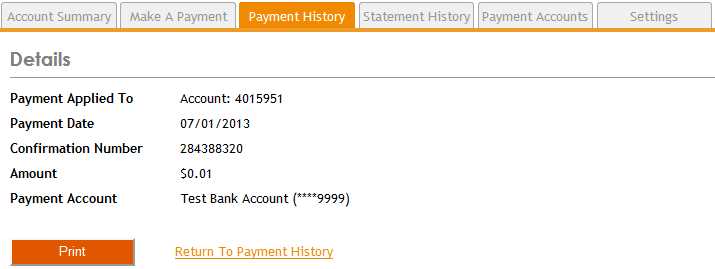 Account Summary Make A Payment Payment History Statement History Payment Accounts Settings
Details
Payment Applied To Account: 4015951
Payment Date 07/01/2013
Confirmation Number 284388320
Amount $0.01
Payment Account Test Bank Account (****9999)
Print Return To Payment History